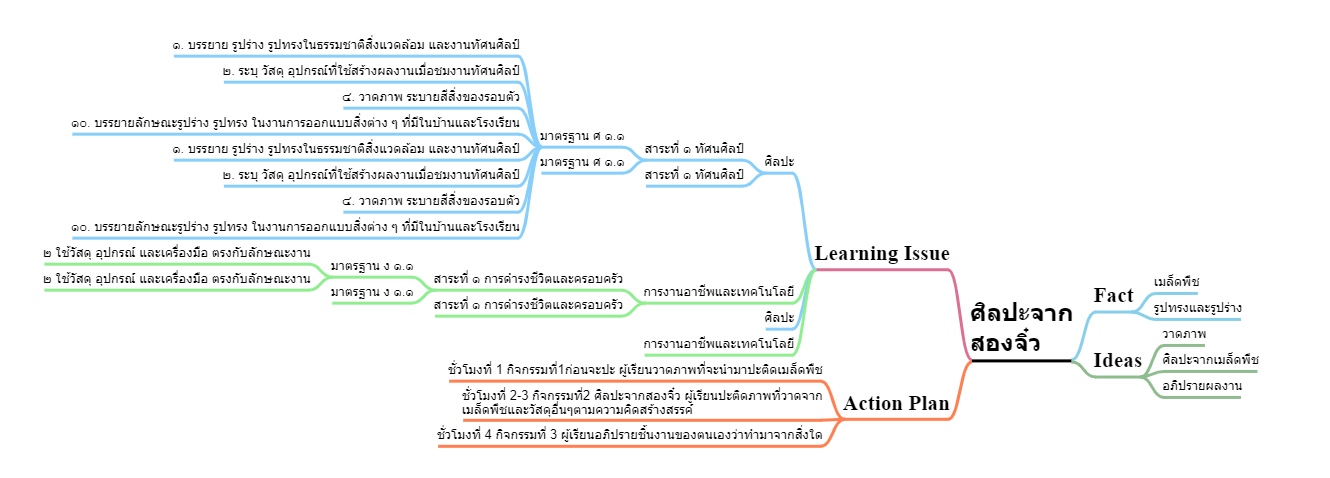 ๑. บรรยาย รูปร่าง รูปทรงในธรรมชาติสิ่งแวดล้อม และงานทัศนศิลป์
๒. ระบุ วัสดุ อุปกรณ์ที่ใช้สร้างผลงานเมื่อชมงานทัศนศิลป์
๔. วาดภาพ ระบายสีสิ่งของรอบตัว
๑๐. บรรยายลักษณะรูปร่าง รูปทรง ในงานการออกแบบสิ่งต่าง ๆ ที่มีในบ้านและโรงเรียน
๑. บรรยาย รูปร่าง รูปทรงในธรรมชาติสิ่งแวดล้อม และงานทัศนศิลป์
๒. ระบุ วัสดุ อุปกรณ์ที่ใช้สร้างผลงานเมื่อชมงานทัศนศิลป์
๔. วาดภาพ ระบายสีสิ่งของรอบตัว
๑๐. บรรยายลักษณะรูปร่าง รูปทรง ในงานการออกแบบสิ่งต่าง ๆ ที่มีในบ้านและโรงเรียน
มาตรฐาน ศ ๑.๑
มาตรฐาน ศ ๑.๑
สาระที่ ๑ ทัศนศิลป์
สาระที่ ๑ ทัศนศิลป์
ศิลปะ
๒ ใช้วัสดุ อุปกรณ์ และเครื่องมือ ตรงกับลักษณะงาน
๒ ใช้วัสดุ อุปกรณ์ และเครื่องมือ ตรงกับลักษณะงาน
มาตรฐาน ง ๑.๑
มาตรฐาน ง ๑.๑
สาระที่ ๑ การดำรงชีวิตและครอบครัว
สาระที่ ๑ การดำรงชีวิตและครอบครัว
การงานอาชีพและเทคโนโลยี
ศิลปะ
การงานอาชีพและเทคโนโลยี
Learning Issue
ชั่วโมงที่ 1 กิจกรรมที่1ก่อนจะปะ ผู้เรียนวาดภาพที่จะนำมาปะติดเมล็ดพืช
ชั่วโมงที่ 2-3 กิจกรรมที่2 ศิลปะจากสองจิ๋ว ผู้เรียนปะติดภาพที่วาดจาก
เมล็ดพืชและวัสดุอื่นๆตามความคิดสร้างสรรค์
ชั่วโมงที่ 4 กิจกรรมที่ 3 ผู้เรียนอภิปรายชิ้นงานของตนเองว่าทำมาจากสิ่งใด
Action Plan
ศิลปะจาก
สองจิ๋ว
Fact
เมล็ดพืช
รูปทรงและรูปร่าง
Ideas
วาดภาพ
ศิลปะจากเมล็ดพืช
อภิปรายผลงาน